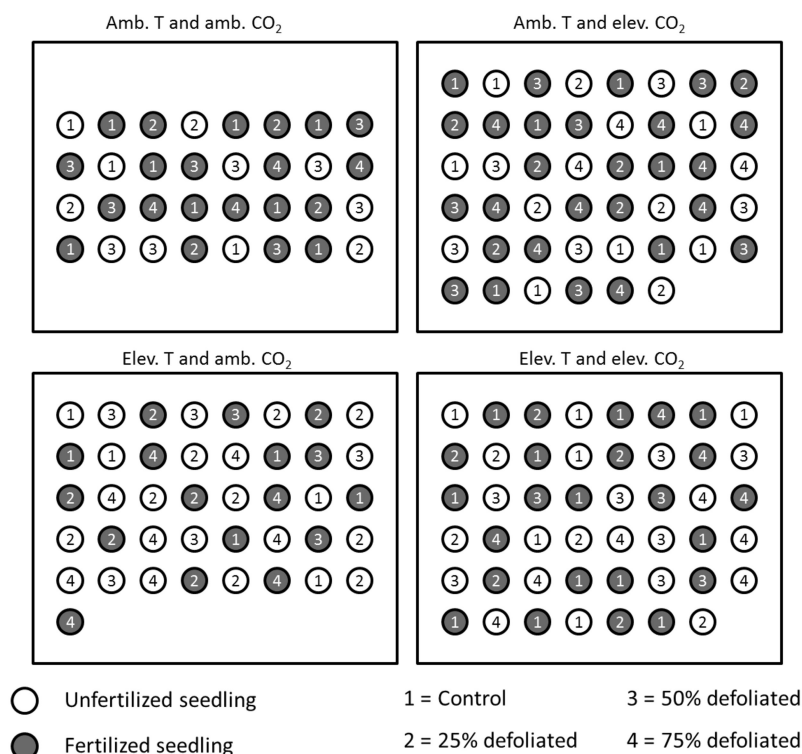 Amb. T and amb. CO₂
1 1 2 2 1 2 1 3
3 1 1 3 3 4 3 4
2 3 4 1 4 1 2 3
1 3 3 2 1 3 1 2
Amb. T and elev. CO₂
1 1 3 2 1 3 3 2
2 4 1 3 4 4 1 4
1 3 2 4 2 1 4 4
3 4 2 4 2 2 4 3
3 2 4 3 1 1 1 3
3 1 1 3 4 2
Elev. T and amb. CO₂
1 3 2 3 3 2 2 2
1 1 4 2 4 1 3 3
2 4 2 2 2 4 1 1
2 2 4 3 1 4 3 2
4 3 4 2 2 4 1 2
4
Elev. T and elev. CO₂
1 1 2 1 1 4 1 1
2 2 1 1 2 3 4 3
1 3 3 1 3 3 4 4
2 4 1 2 4 3 1 4
3 2 4 1 1 3 3 4
1 4 1 1 2 1 2
Unfertilized seedling
Fertilized seedling
1 = Control
2 = 25% defoliated
3 = 50% defoliated
4 = 75% defoliated